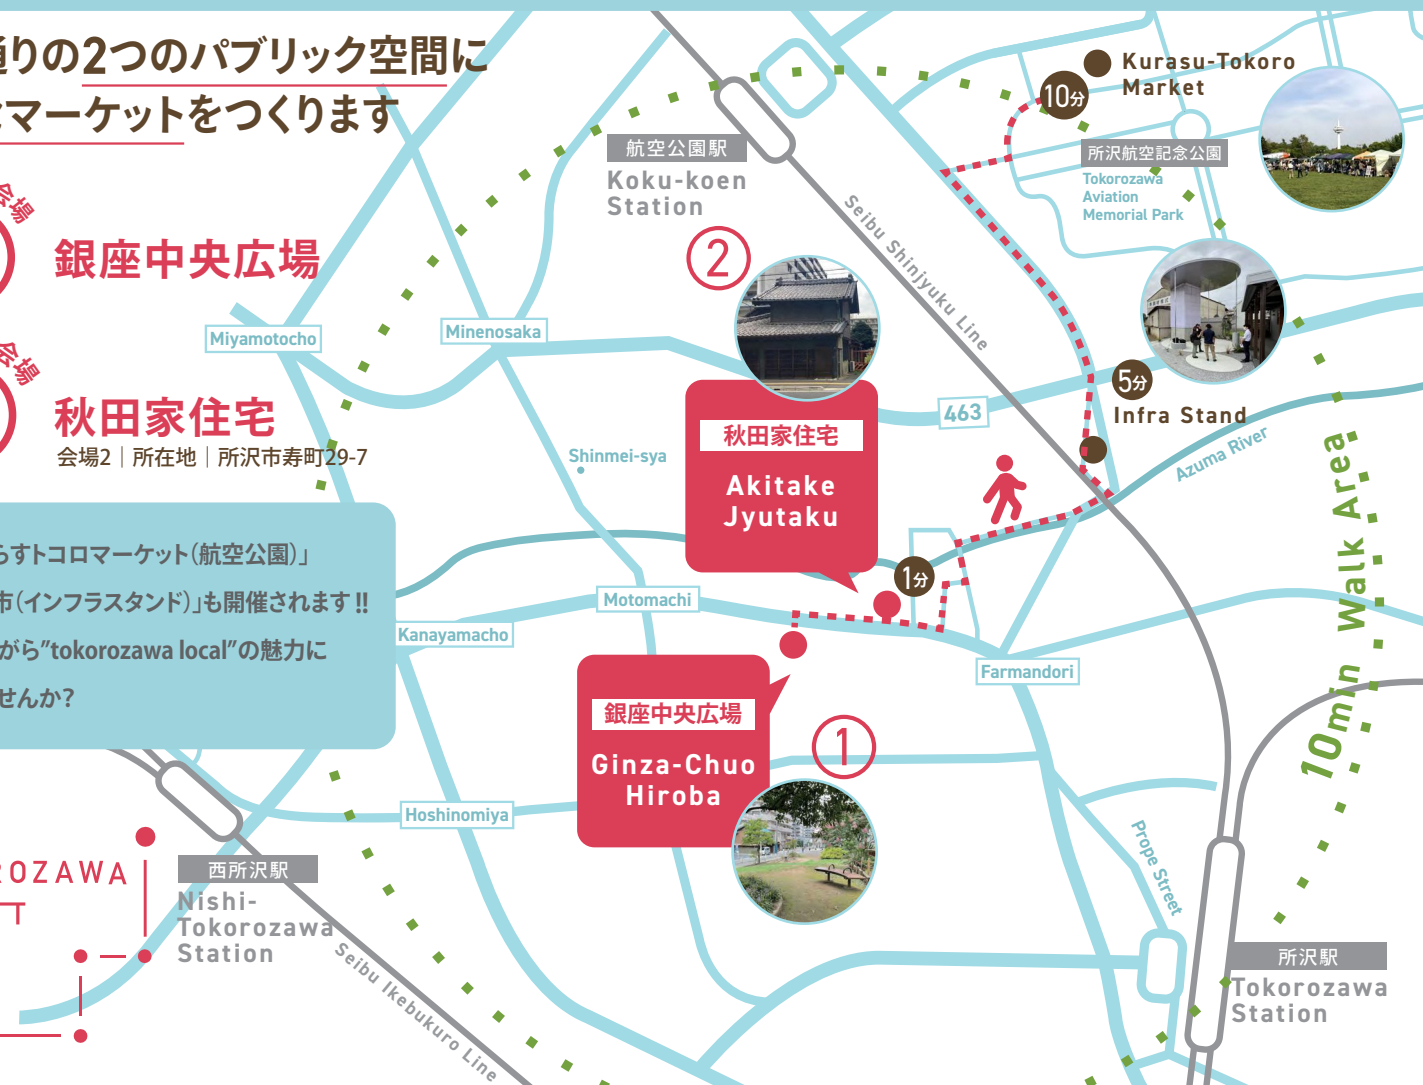 通りの2つのパブリック空間に
なマーケットをつくります
会場
銀座中央広場
会場
秋田家住宅
会場2｜所在地｜所沢市寿町29-7
らすトコロマーケット（航空公園）」
市（インフラスタンド）」も開催されます!!
がら”tokorozawa local”の魅力に
せんか？
ROZAWA
航空公園駅
Koku-koen
Station
Seibu Shinjyuku Line
10分
Kurasu-Tokoro
Market
所沢航空記念公園
Tokorozawa
Aviation
Memorial Park
Miyamotocho
Minenosaka
②
463
5分
Infra Stand
Azuma River
秋田家住宅
Akitake
Jyutaku
Shinmei-sya
1分
Motomachi
Kanayamacho
Farmandori
10min Walk Area
銀座中央広場
Ginza-Chuo
Hiroba
①
Hoshinomiya
Prope Street
西所沢駅
Nishi-
Tokorozawa
Station
Seibu Ikebukuro Line
所沢駅
Tokorozawa
Station